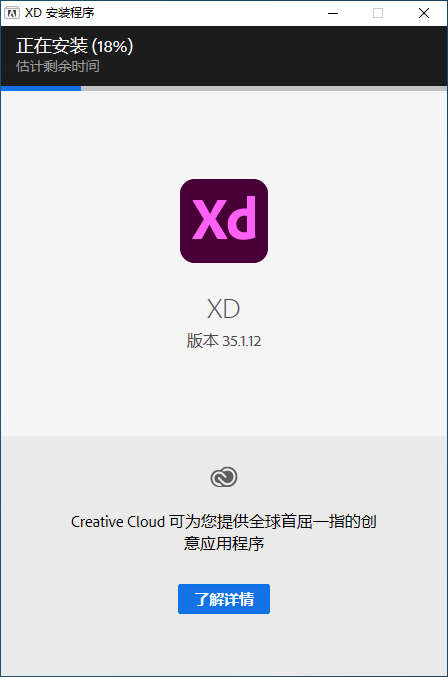 XD 安装程序
正在安装 (18%)
估计剩余时间
Xd
XD
版本 35.1.12
Creative Cloud 可为您提供全球首屈一指的创
意应用程序
了解详情